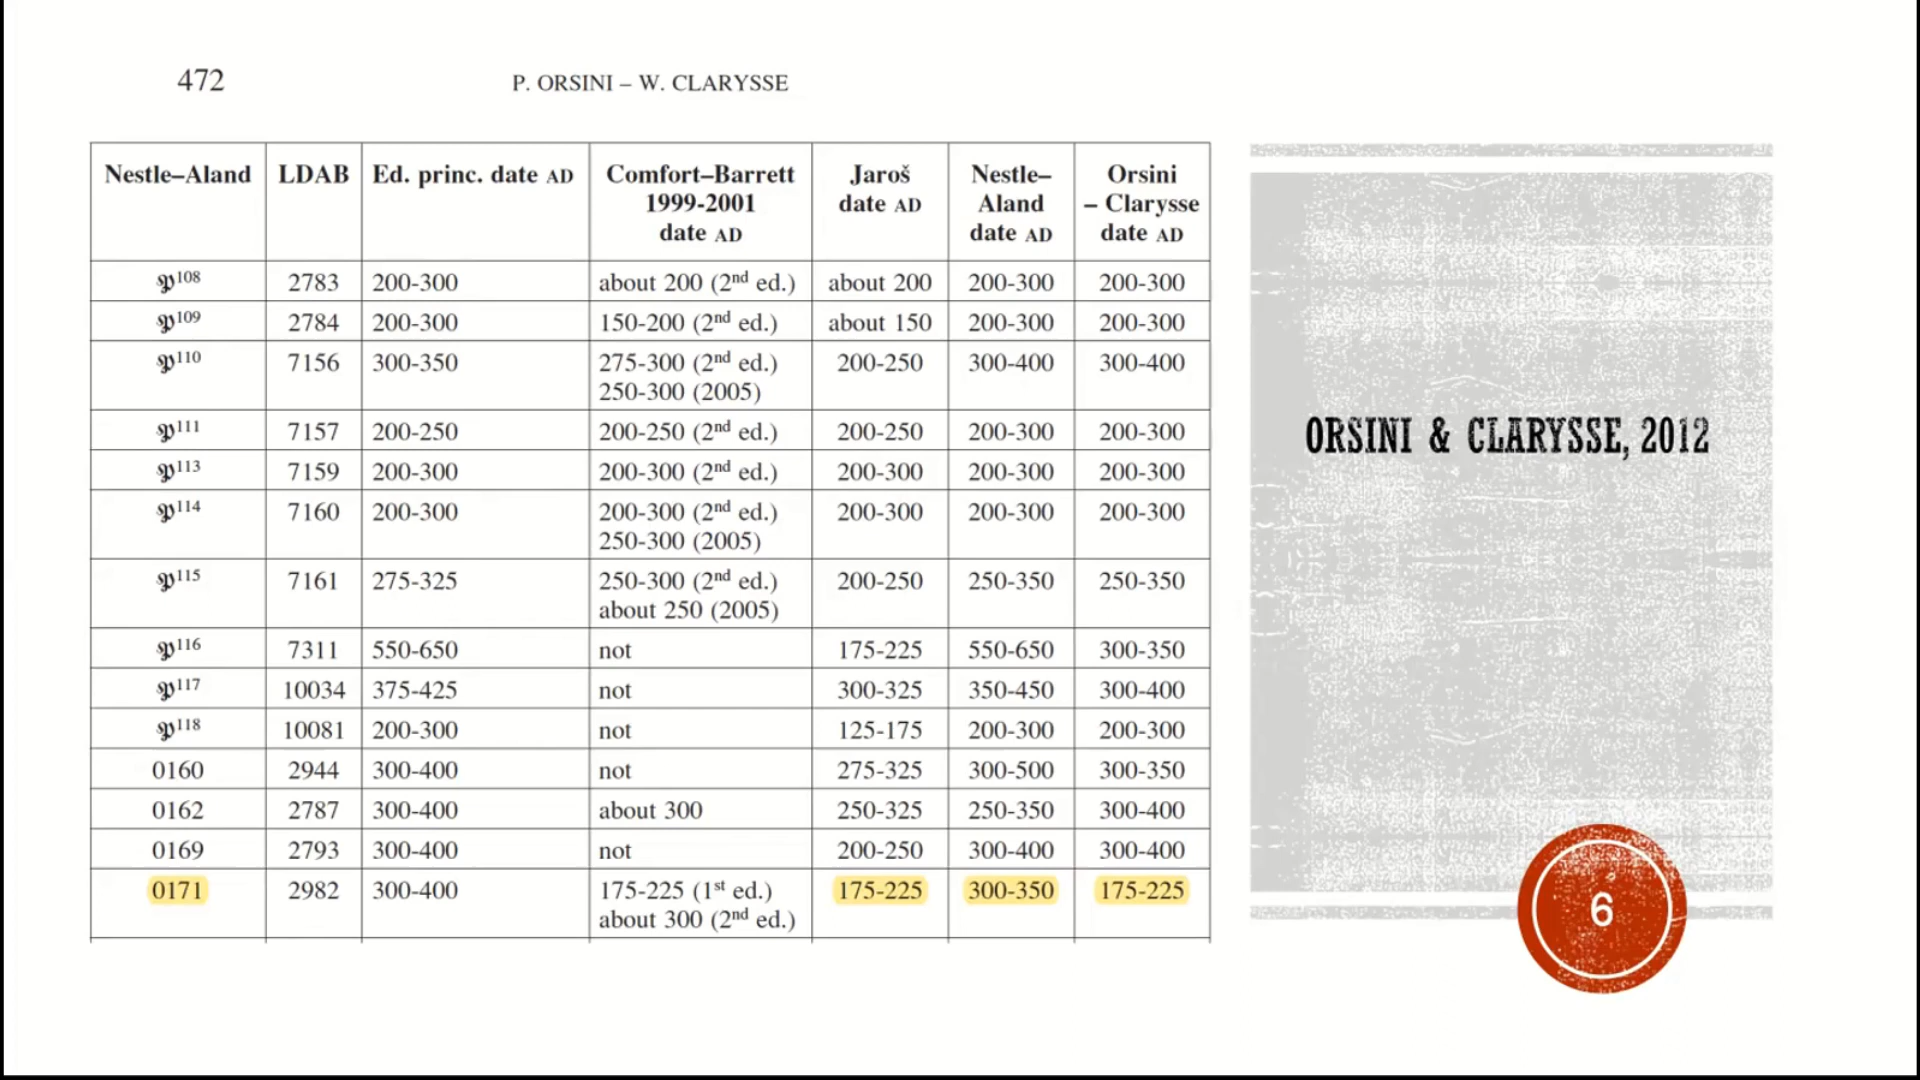 472 P. ORSINI – W. CLARYSSE
Nestle–Aland LDAB Ed. princ. date AD Comfort–Barrett 1999-2001 date AD Jaroš date AD Nestle–Aland date AD Orsini – Clarysse date AD
𝔓108 2783 200-300 about 200 (2nd ed.) about 200 200-300 200-300
𝔓109 2784 200-300 150-200 (2nd ed.) about 150 200-300 200-300
𝔓110 7156 300-350 275-300 (2nd ed.) 200-250 300-400 300-400
250-300 (2005)
𝔓111 7157 200-250 200-250 (2nd ed.) 200-250 200-300 200-300
𝔓113 7159 200-300 200-300 (2nd ed.) 200-300 200-300 200-300
𝔓114 7160 200-300 200-300 (2nd ed.) 200-300 200-300 200-300
250-300 (2005)
𝔓115 7161 275-325 250-300 (2nd ed.) 200-250 250-350 250-350
about 250 (2005)
𝔓116 7311 550-650 not 175-225 550-650 300-350
𝔓117 10034 375-425 not 300-325 350-450 300-400
𝔓118 10081 200-300 not 125-175 200-300 200-300
0160 2944 300-400 not 275-325 300-500 300-350
0162 2787 300-400 about 300 250-325 250-350 300-400
0169 2793 300-400 not 200-250 300-400 300-400
0171 2982 300-400 175-225 (1st ed.) 175-225 300-350 175-225
about 300 (2nd ed.)
ORSINI & CLARYSSE, 2012
6